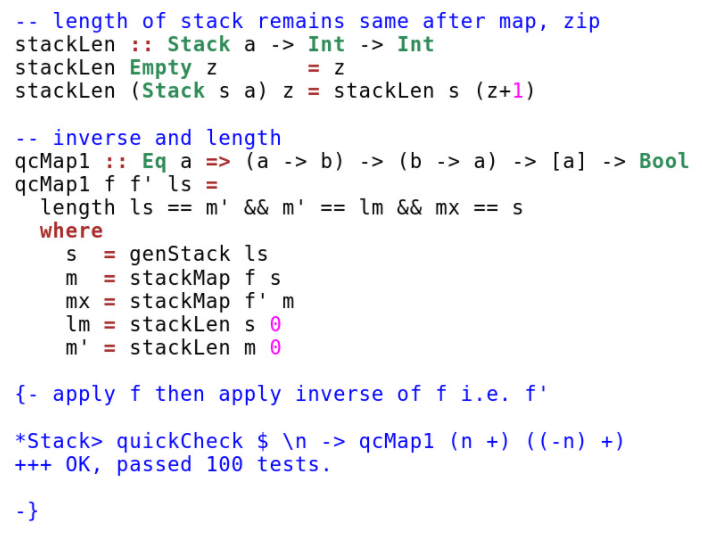 -- length of stack remains same after map, zip
stackLen :: Stack a -> Int -> Int
stackLen Empty z       = z
stackLen (Stack s a) z = stackLen s (z+1)

-- inverse and length
qcMap1 :: Eq a => (a -> b) -> (b -> a) -> [a] -> Bool
qcMap1 f f' ls =
  length ls == m' && m' == lm && mx == s
  where
    s  = genStack ls
    m  = stackMap f s
    mx = stackMap f' m
    lm = stackLen s 0
    m' = stackLen m 0

{- apply f then apply inverse of f i.e. f'

*Stack> quickCheck $ \n -> qcMap1 (n +) ((-n) +)
+++ OK, passed 100 tests.

-}